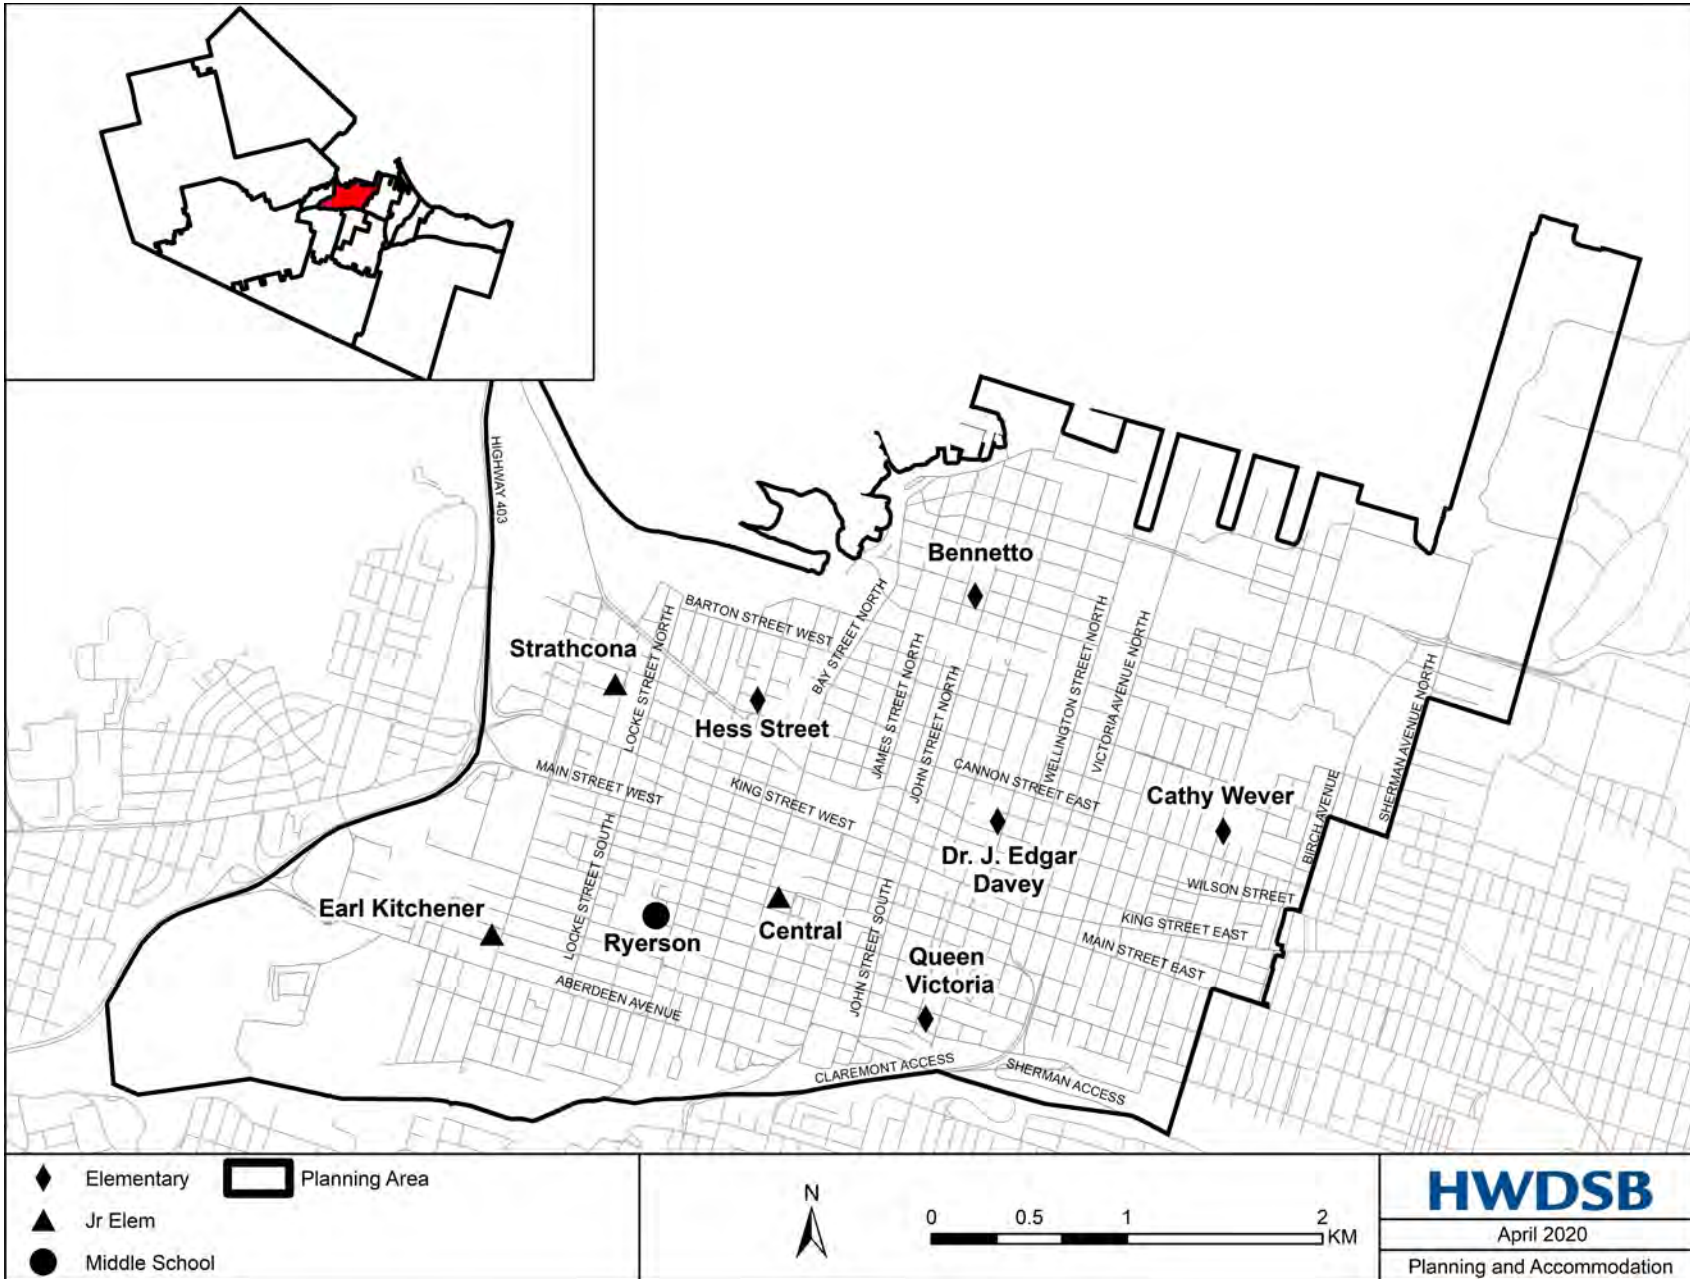 HIGHWAY 403
Bennetto
BARTON STREET WEST
BAY STREET NORTH
Strathcona
LOCKE STREET NORTH
JAMES STREET NORTH
JOHN STREET NORTH
WELLINGTON STREET NORTH
VICTORIA AVENUE NORTH
SHERMAN AVENUE NORTH
Hess Street
MAIN STREET WEST
KING STREET WEST
CANNON STREET EAST
Cathy Wever
BIRCH AVENUE
Dr. J. Edgar
Davey
LOCKE STREET SOUTH
WILSON STREET
Earl Kitchener
Ryerson
Central
JOHN STREET SOUTH
KING STREET EAST
MAIN STREET EAST
Queen
Victoria
ABERDEEN AVENUE
CLAREMONT ACCESS
SHERMAN ACCESS
Elementary
Planning Area
Jr Elem
Middle School
N
0 0.5 1 2
KM
HWDSB
April 2020
Planning and Accommodation